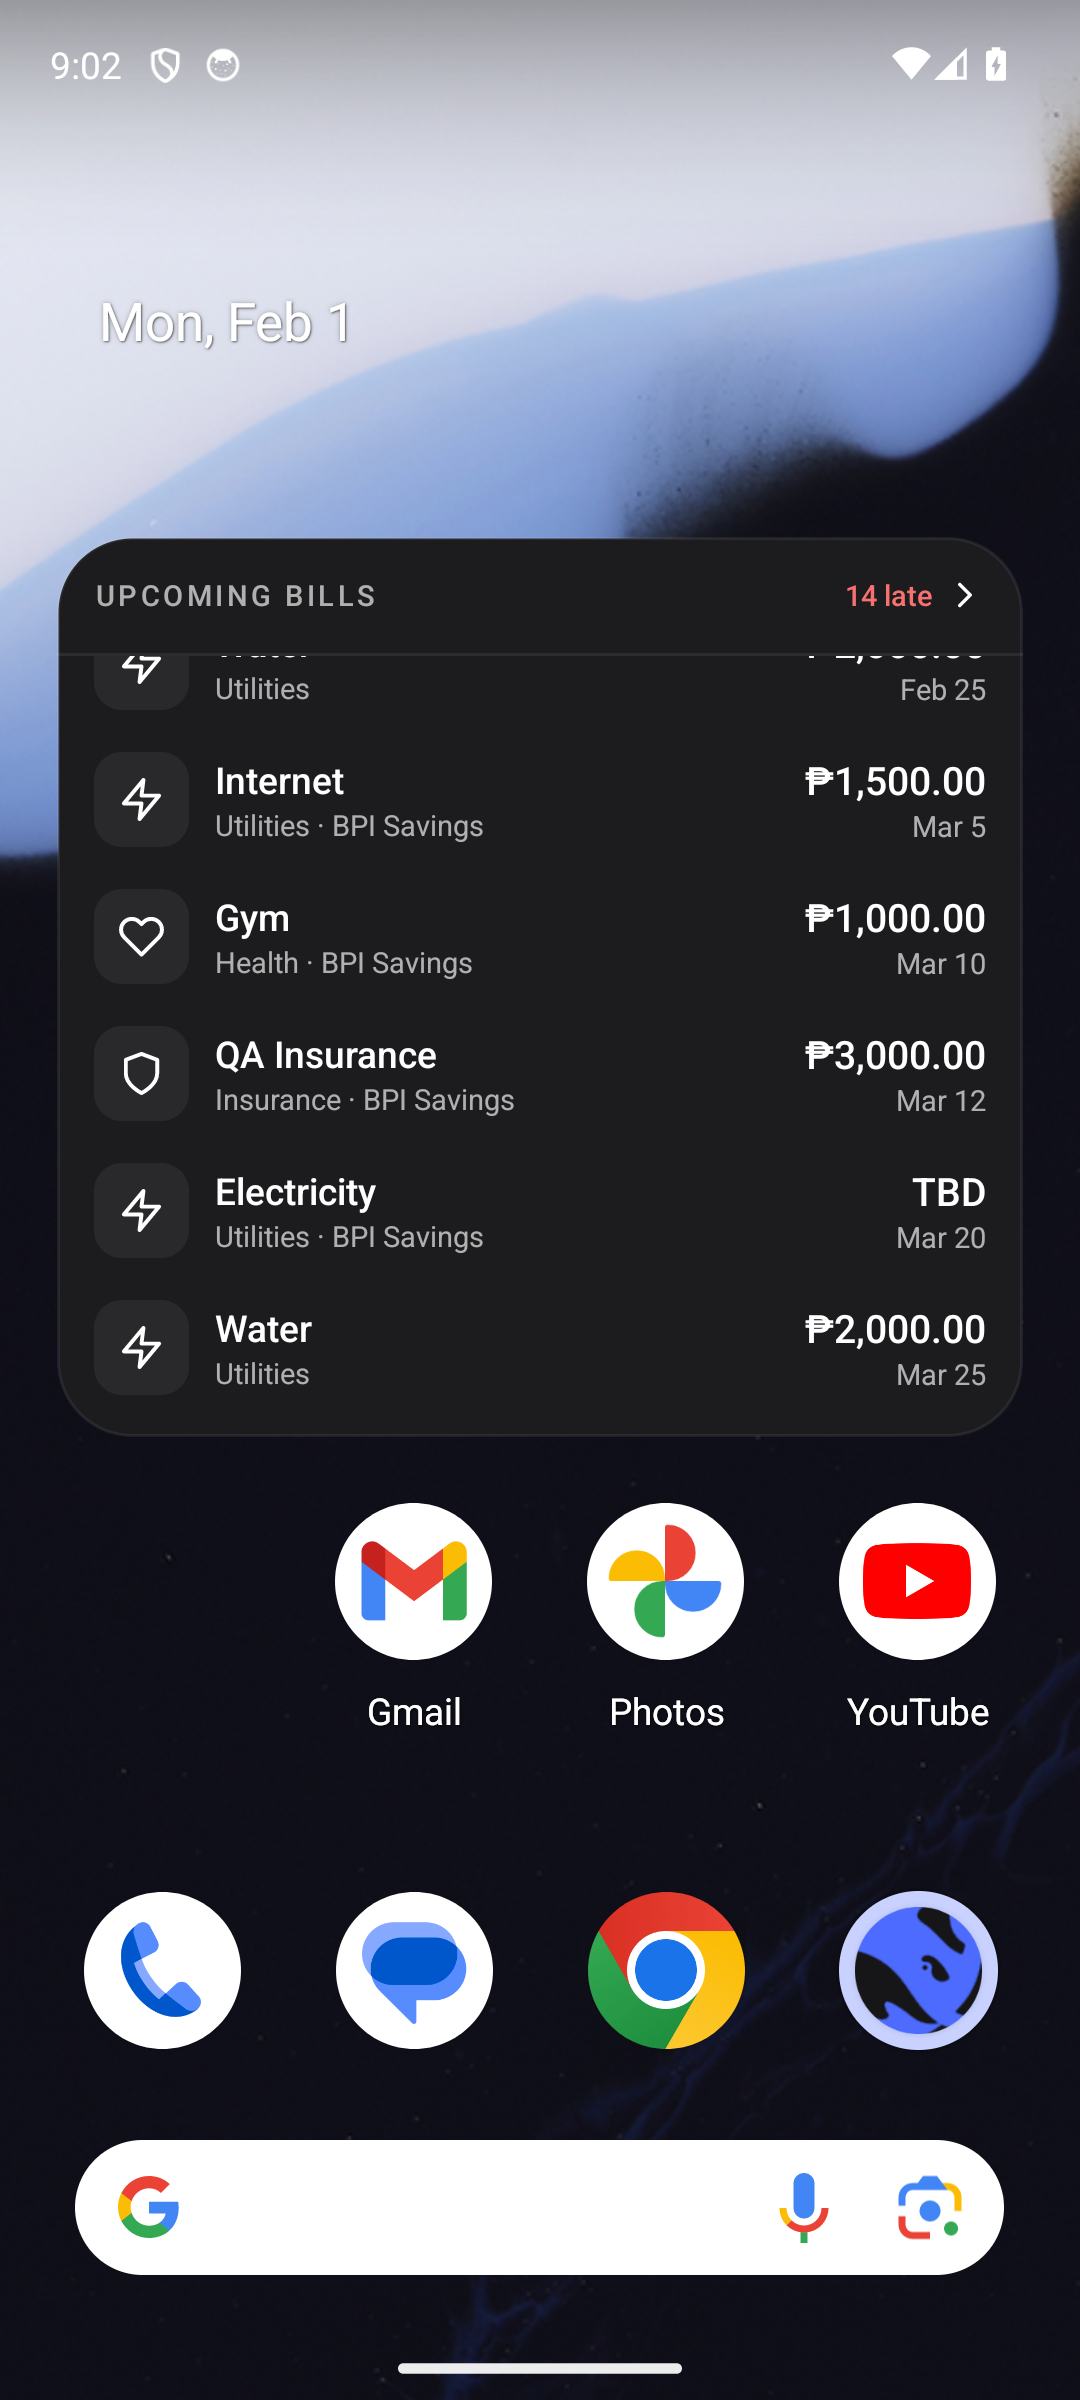 9:02
Mon, Feb 1
UPCOMING BILLS
14 late
Utilities
Feb 25
Internet
₱1,500.00
Utilities · BPI Savings
Mar 5
Gym
₱1,000.00
Health · BPI Savings
Mar 10
QA Insurance
₱3,000.00
Insurance · BPI Savings
Mar 12
Electricity
TBD
Utilities · BPI Savings
Mar 20
Water
₱2,000.00
Utilities
Mar 25
Gmail
Photos
YouTube